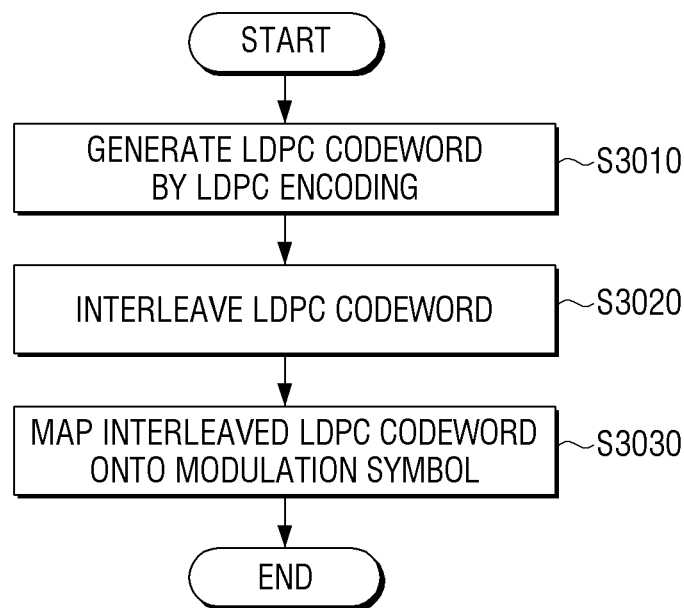 START
GENERATE LDPC CODEWORD
BY LDPC ENCODING
S3010
INTERLEAVE LDPC CODEWORD
S3020
MAP INTERLEAVED LDPC CODEWORD
ONTO MODULATION SYMBOL
S3030
END